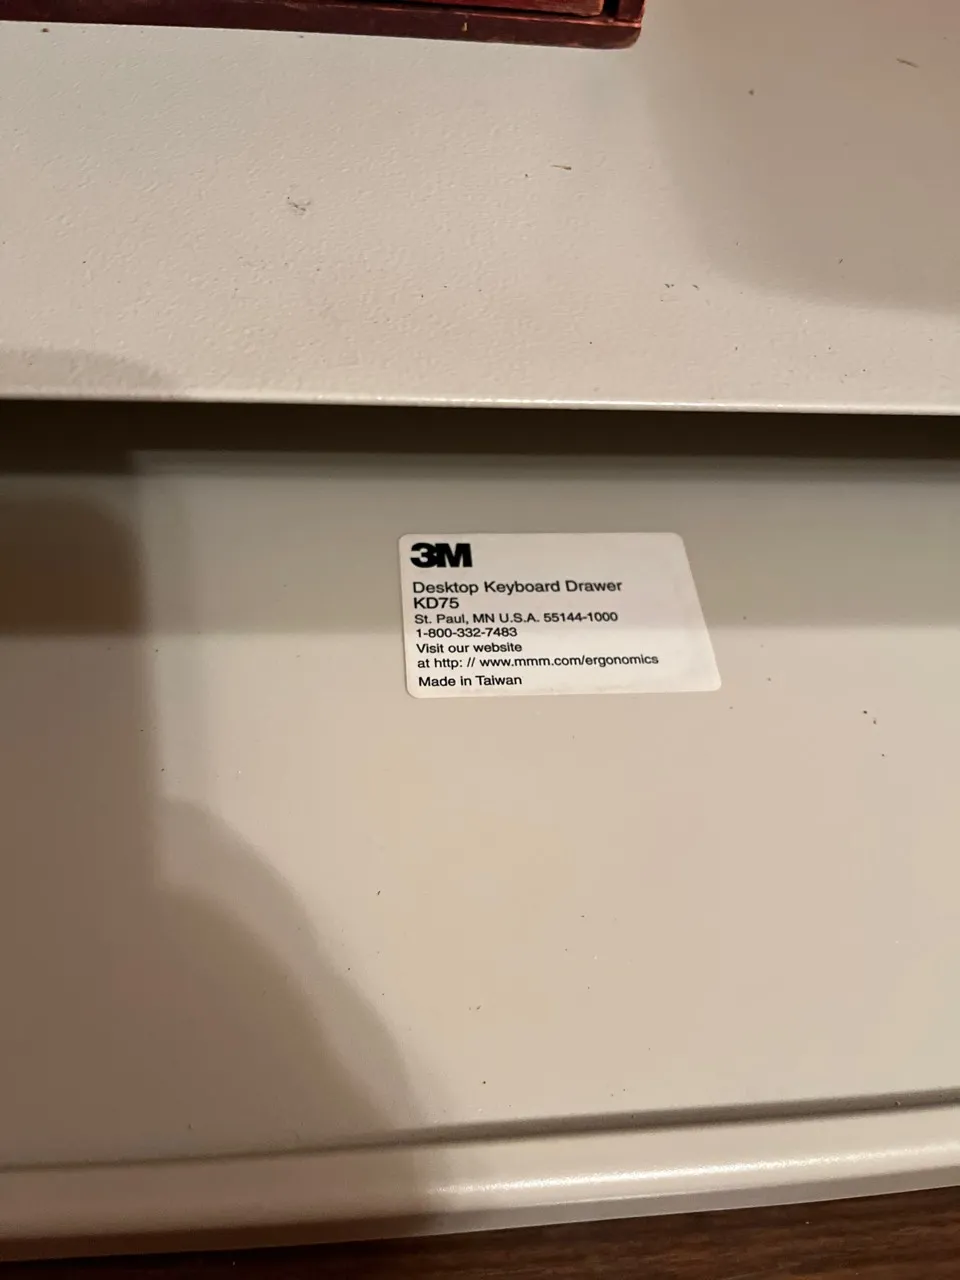 3M
Desktop Keyboard Drawer
KD75
St. Paul, MN U.S.A. 55144-1000
1-800-332-7483
Visit our website
at http: // www.mmm.com/ergonomics
Made in Taiwan